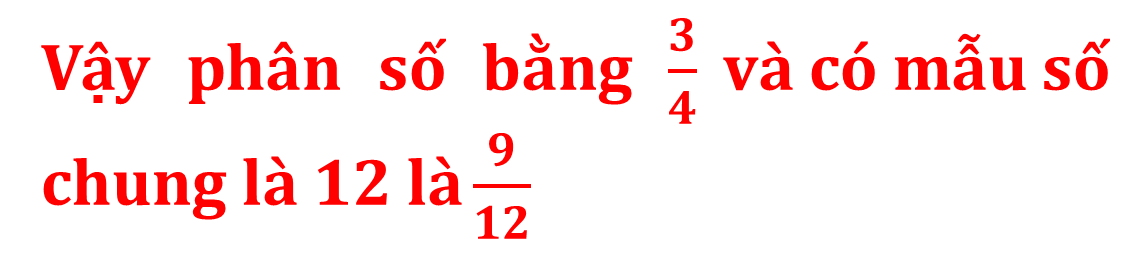 Vậy phân số bằng 3/4 và có mẫu số
chung là 12 là 9/12